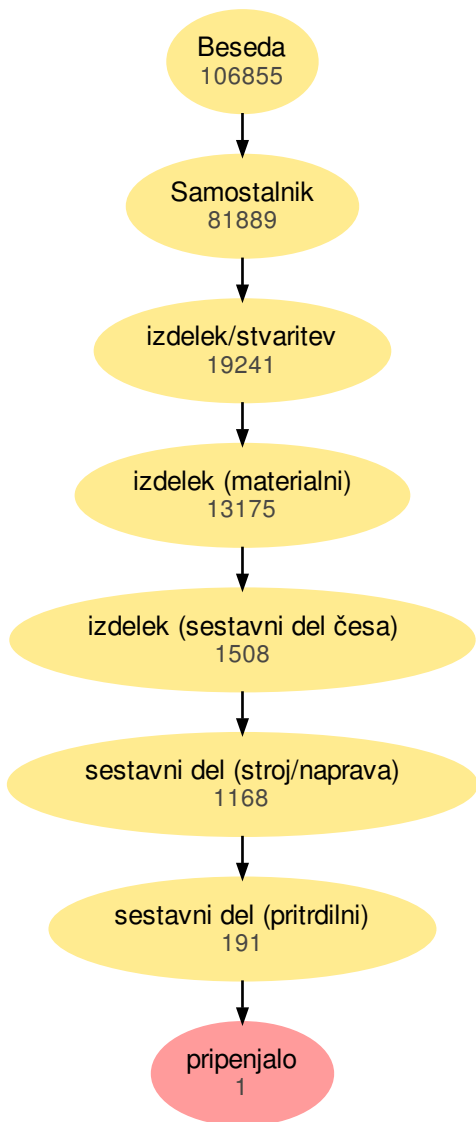 Beseda
106855
Samostalnik
81889
izdelek/stvaritev
19241
izdelek (materialni)
13175
izdelek (sestavni del česa)
1508
sestavni del (stroj/naprava)
1168
sestavni del (pritrdilni)
191
pripenjalo
1